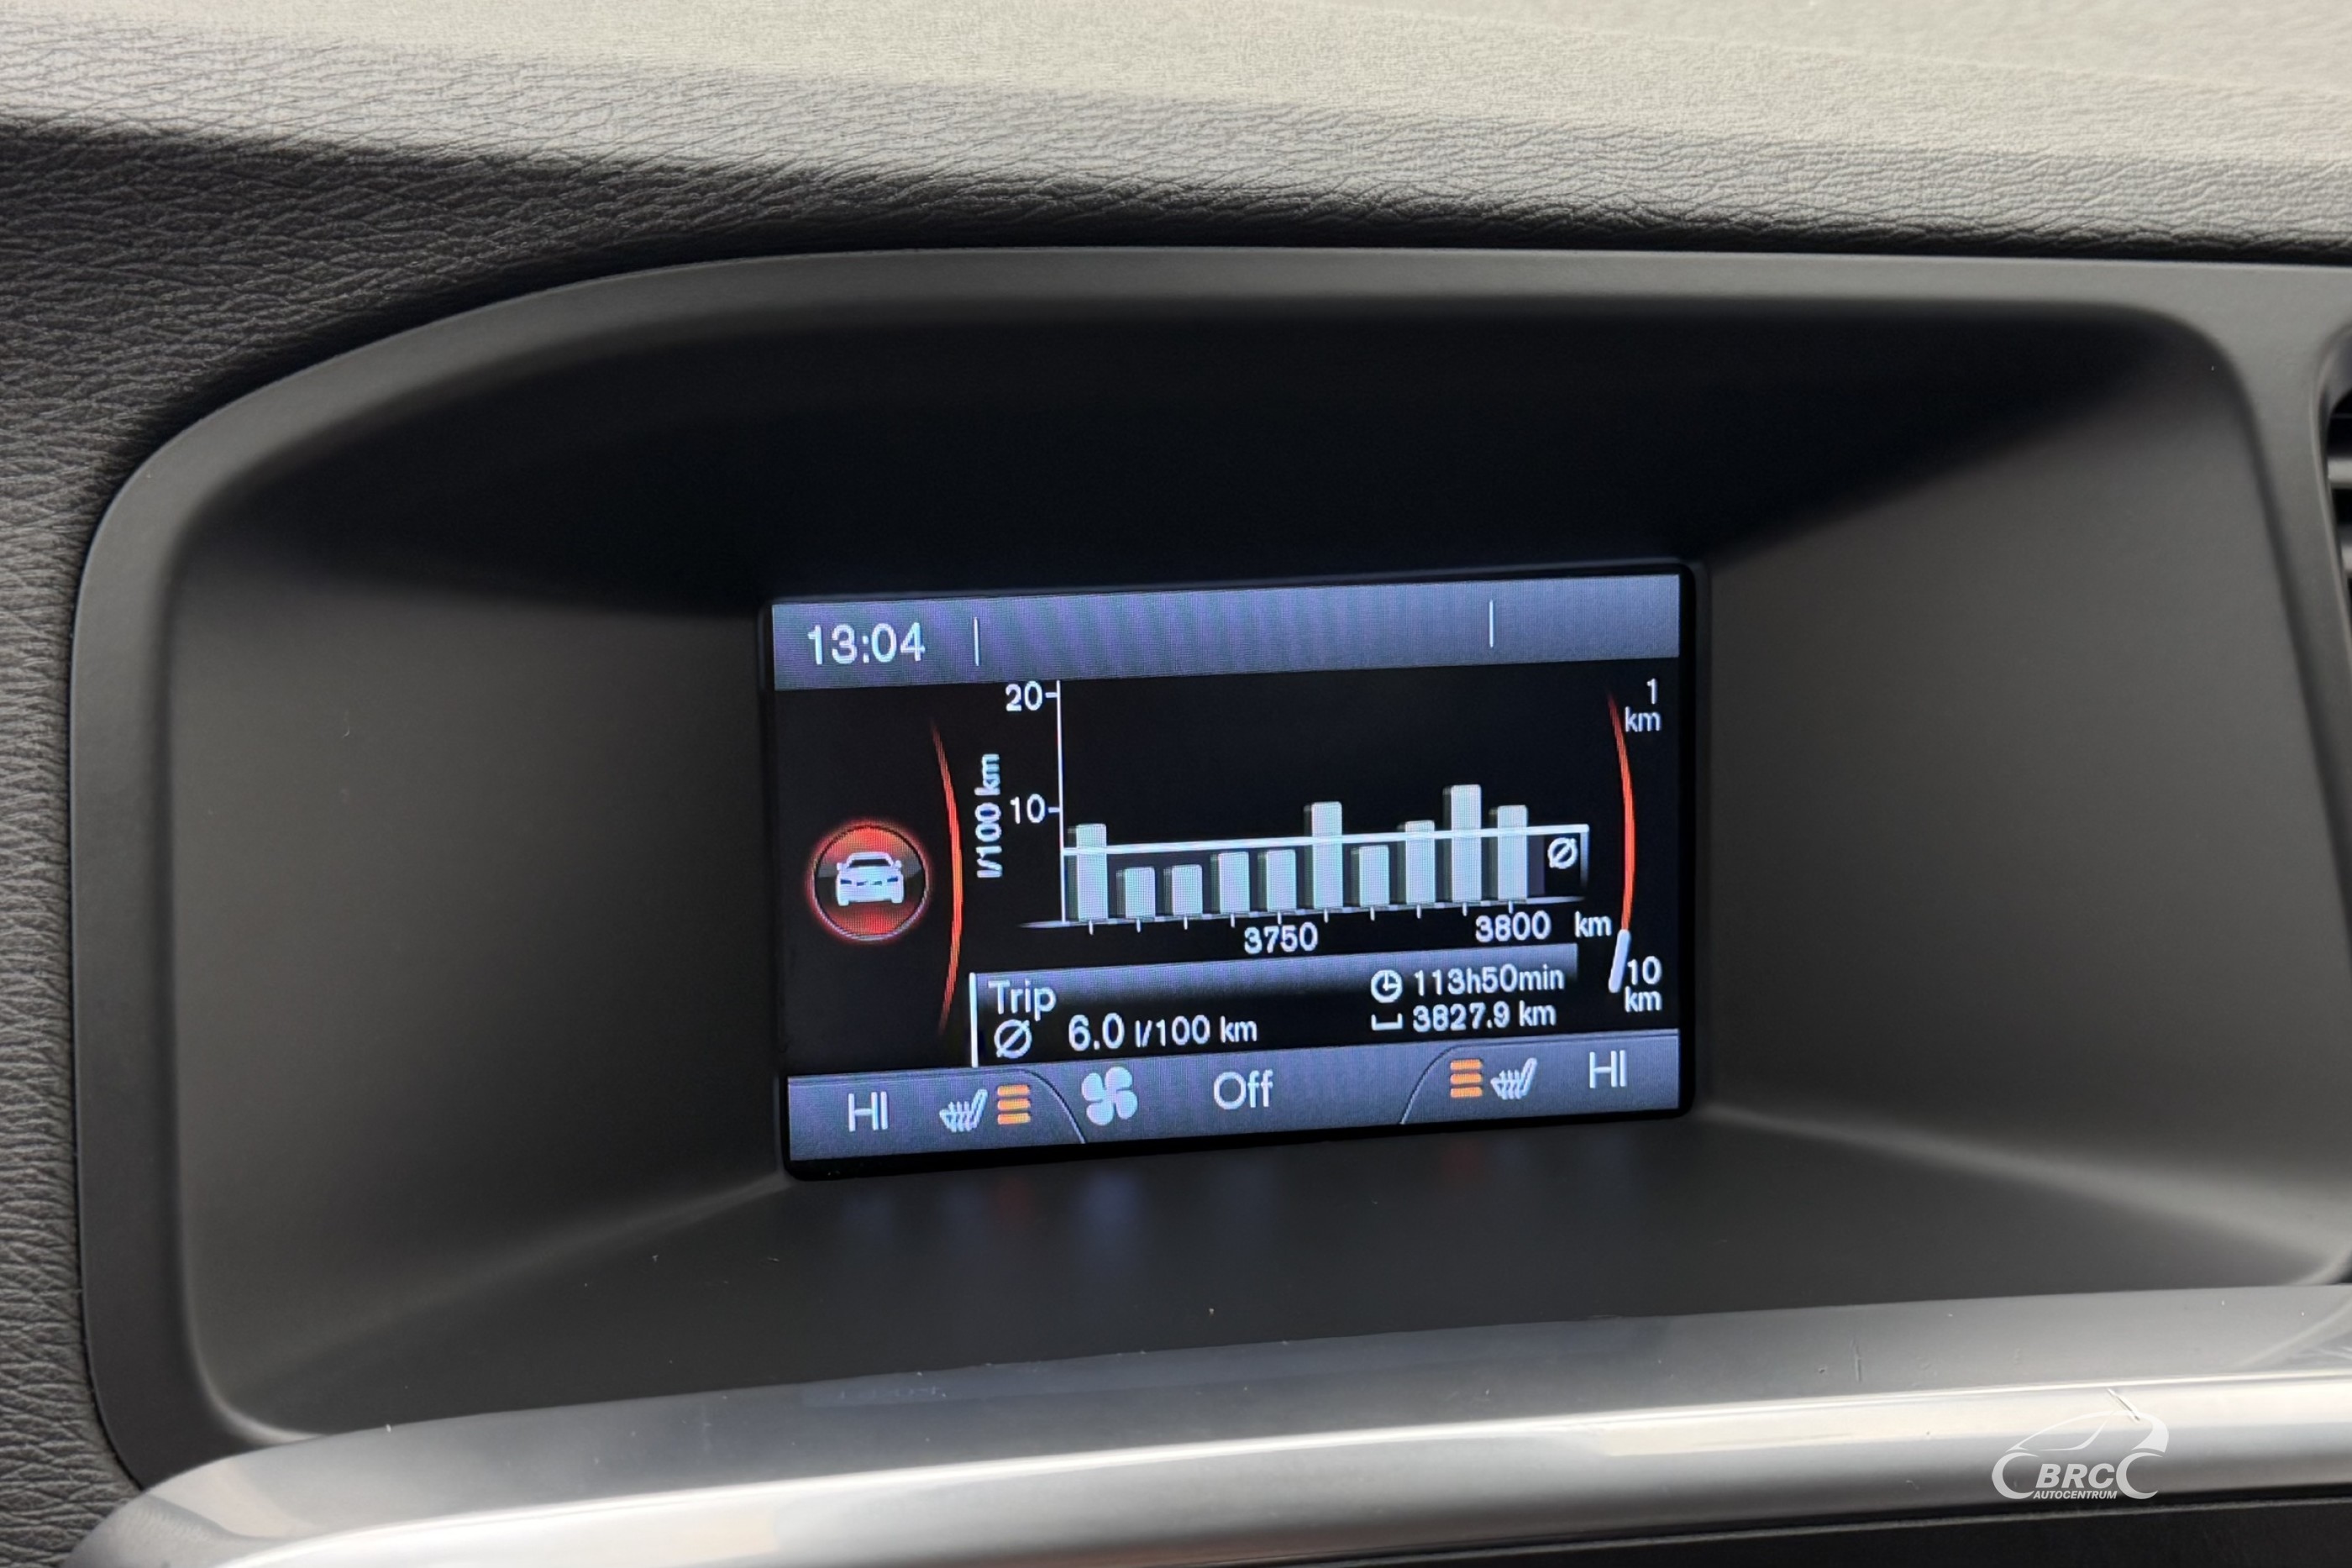 13:04
20
1
km
l/100 km
10
3750
3800 km
10
km
Trip
113h50min
Ø 6.0 l/100 km
3827.9 km
HI
Off
HI
BRC
AUTOCENTRUM